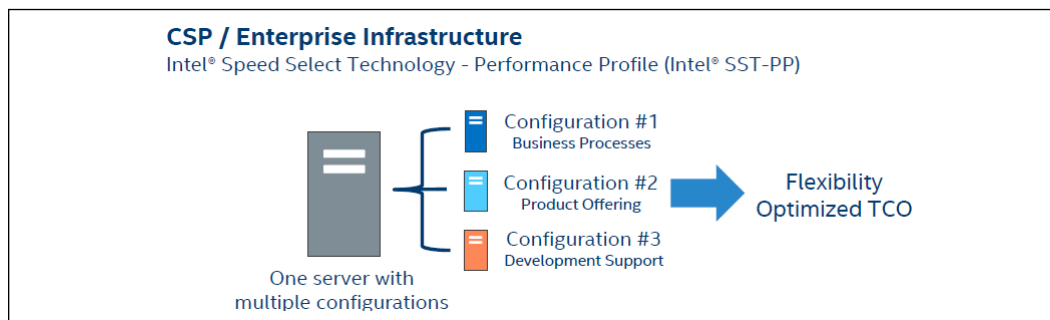 CSP / Enterprise Infrastructure
Intel® Speed Select Technology - Performance Profile (Intel® SST-PP)
Configuration #1
Business Processes
Configuration #2
Product Offering
Configuration #3
Development Support
Flexibility
Optimized TCO
One server with
multiple configurations